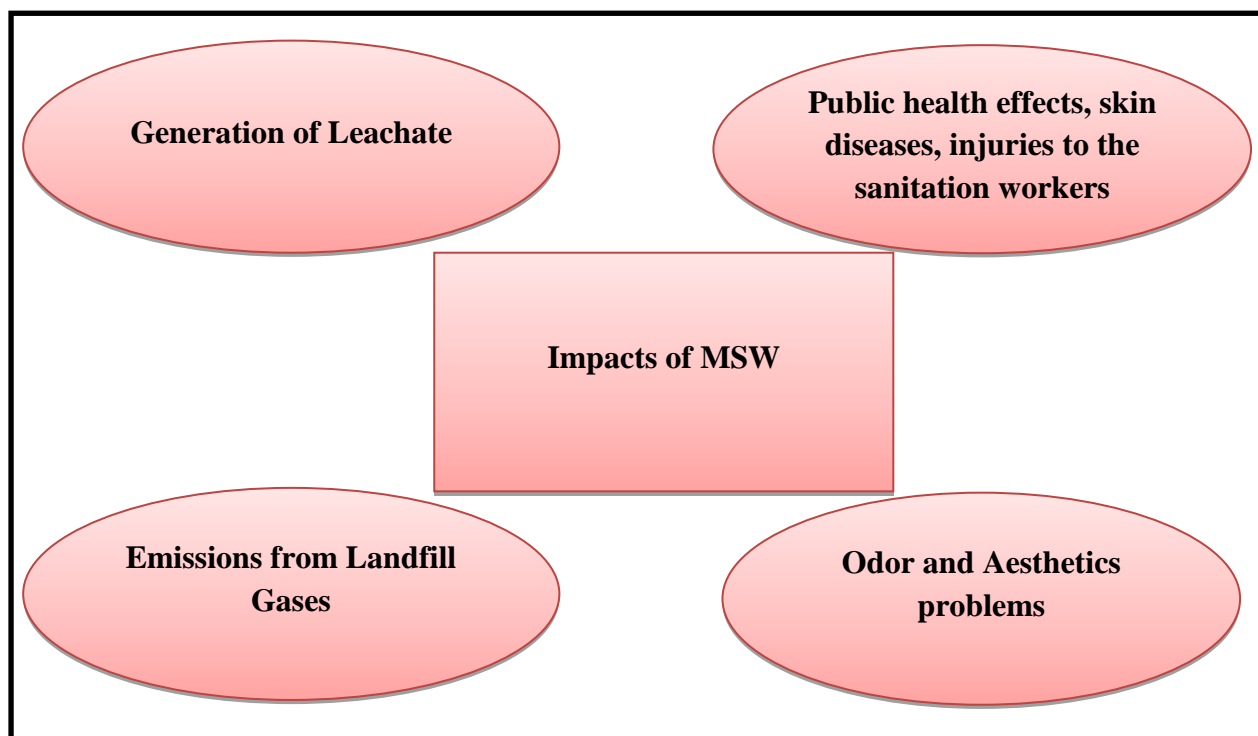 Generation of Leachate
Public health effects, skin
diseases, injuries to the
sanitation workers
Impacts of MSW
Emissions from Landfill
Gases
Odor and Aesthetics
problems